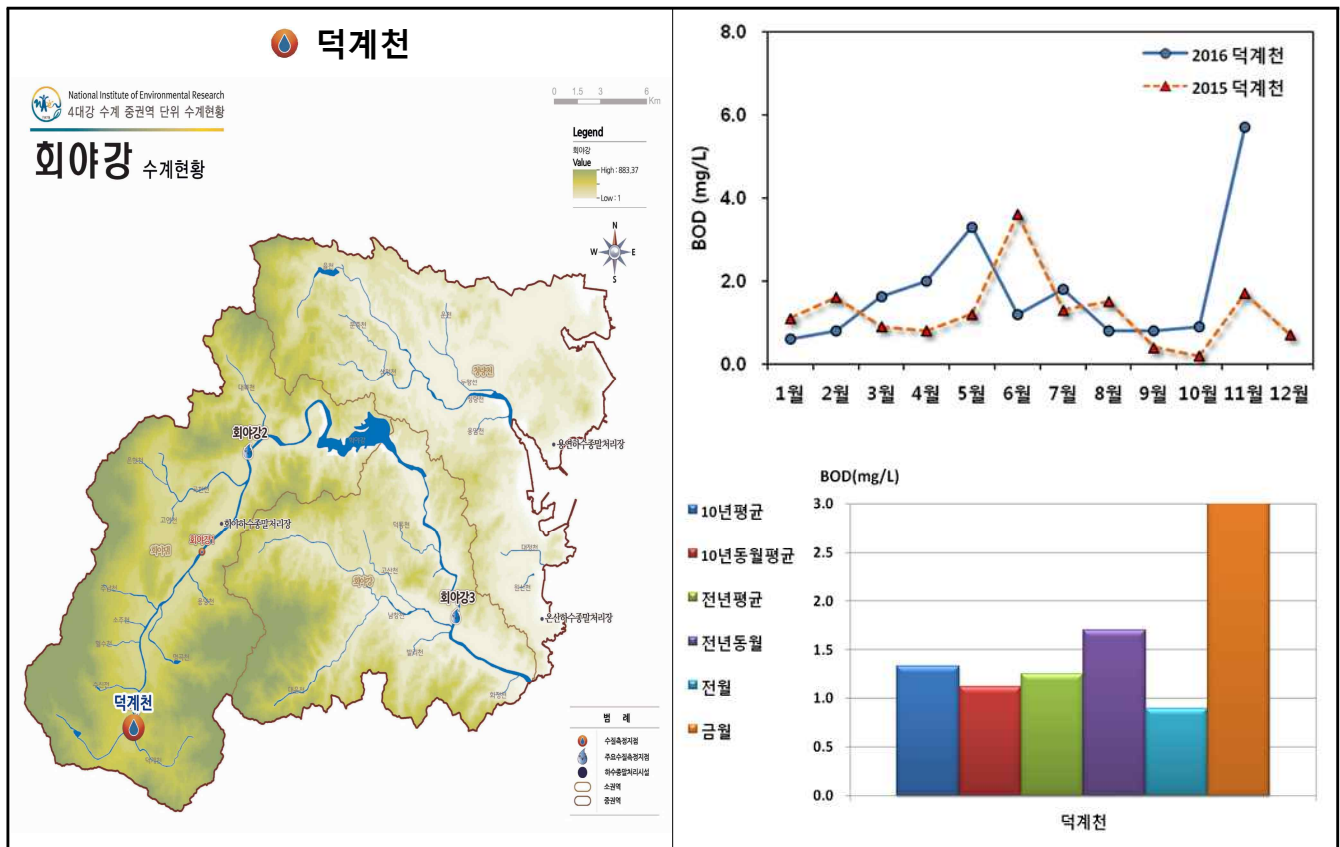 덕계천
National Institute of Environmental Research
4대강 수계 중권역 단위 수계현황
회야강 수계현황
0 1.5 3 6
Km
Legend
회야강
Value
High : 883.37
Low : 1
N
W E
S
회야강2
용연하수종말처리장
회야하수종말처리장
회야강3
온산하수종말처리장
덕계천
범 례
수질측정지점
주요수질측정지점
하수종말처리시설
소권역
중권역
8.0
6.0
4.0
2.0
0.0
BOD (mg/L)
2016 덕계천
2015 덕계천
1월 2월 3월 4월 5월 6월 7월 8월 9월 10월 11월 12월
BOD(mg/L)
10년평균
10년동월평균
전년평균
전년동월
전월
금월
3.0
2.5
2.0
1.5
1.0
0.5
0.0
덕계천